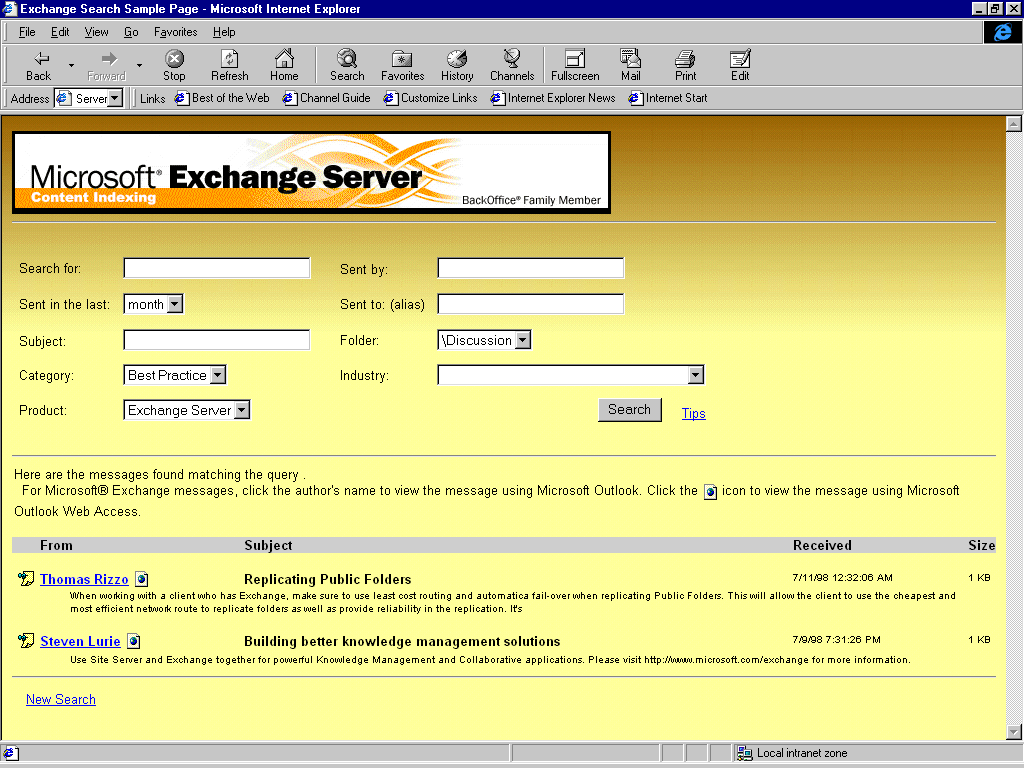 Exchange Search Sample Page - Microsoft Internet Explorer
File Edit View Go Favorites Help
Back Forward Stop Refresh Home Search Favorites History Channels Fullscreen Mail Print Edit
Address Server Links Best of the Web Channel Guide Customize Links Internet Explorer News Internet Start
Microsoft® Exchange Server
Content Indexing
BackOffice® Family Member
Search for: Sent by:
Sent in the last: month Sent to: (alias)
Subject: Folder: \Discussion
Category: Best Practice Industry:
Product: Exchange Server Search Tips
Here are the messages found matching the query .
For Microsoft® Exchange messages, click the author's name to view the message using Microsoft Outlook. Click the icon to view the message using Microsoft
Outlook Web Access.
From Subject Received Size
Thomas Rizzo Replicating Public Folders 7/11/98 12:32:06 AM 1 KB
When working with a client who has Exchange, make sure to use least cost routing and automatica fail-over when replicating Public Folders. This will allow the client to use the cheapest and
most efficient network route to replicate folders as well as provide reliability in the replication. It's
Steven Lurie Building better knowledge management solutions 7/9/98 7:31:26 PM 1 KB
Use Site Server and Exchange together for powerful Knowledge Management and Collaborative applications. Please visit http://www.microsoft.com/exchange for more information.
New Search
Local intranet zone